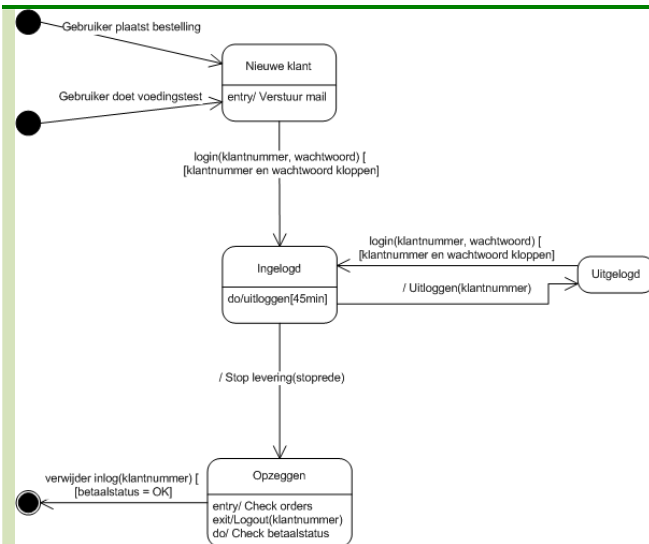 Gebruiker plaatst bestelling
Nieuwe klant
entry/ Verstuur mail
Gebruiker doet voedingstest
login(klantnummer, wachtwoord) [
[klantnummer en wachtwoord kloppen]
login(klantnummer, wachtwoord) [
[klantnummer en wachtwoord kloppen]
Ingelogd
do/uitloggen[45min]
Uitgelogd
/ Uitloggen(klantnummer)
/ Stop levering(stoprede)
Opzeggen
entry/ Check orders
exit/Logout(klantnummer)
do/ Check betaalstatus
verwijder inlog(klantnummer) [
[betaalstatus = OK]